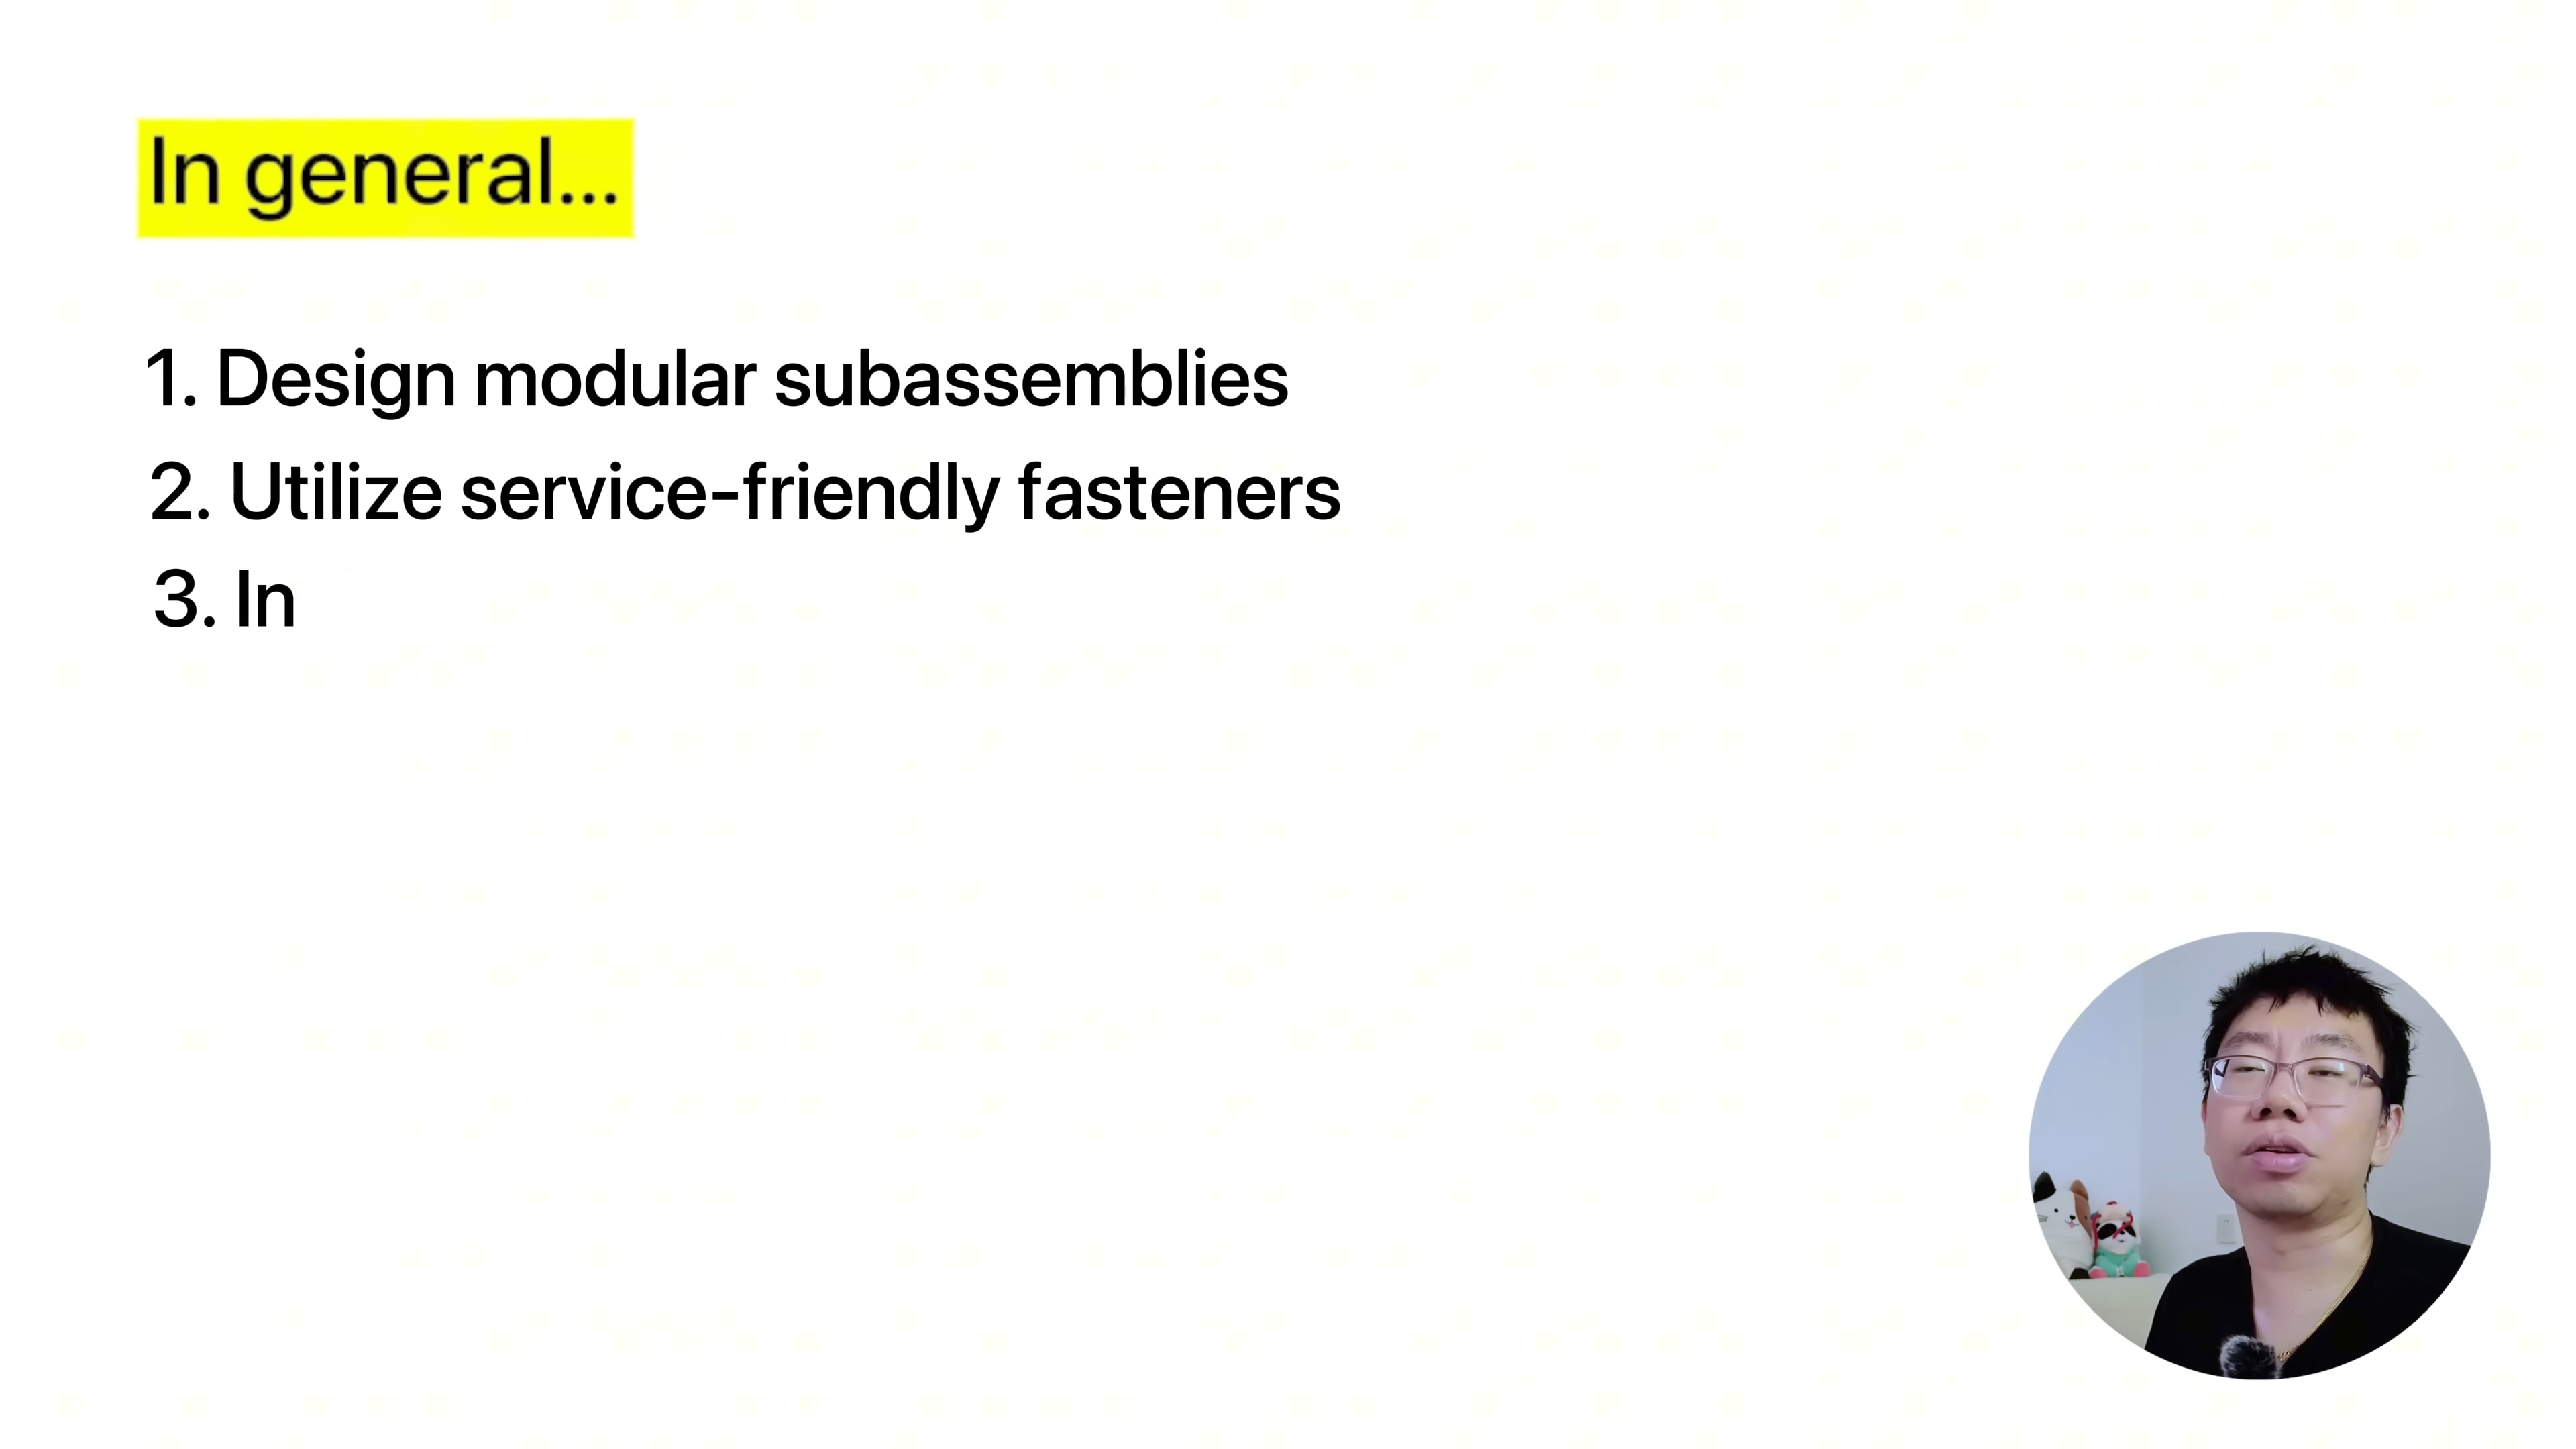 In general...
1. Design modular subassemblies
2. Utilize service-friendly fasteners
3. In